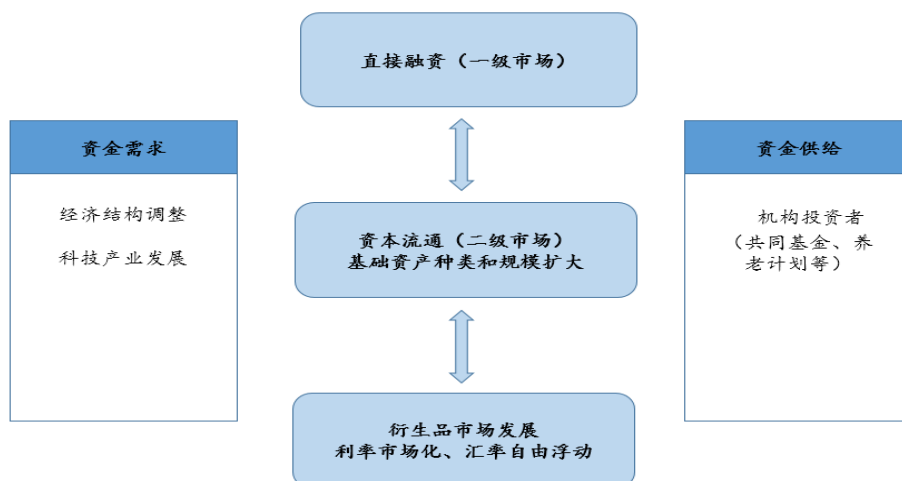 直接融资（一级市场）
资金需求
经济结构调整
科技产业发展
资本流通（二级市场）
基础资产种类和规模扩大
资金供给
机构投资者
（共同基金、养
老计划等）
衍生品市场发展
利率市场化、汇率自由浮动